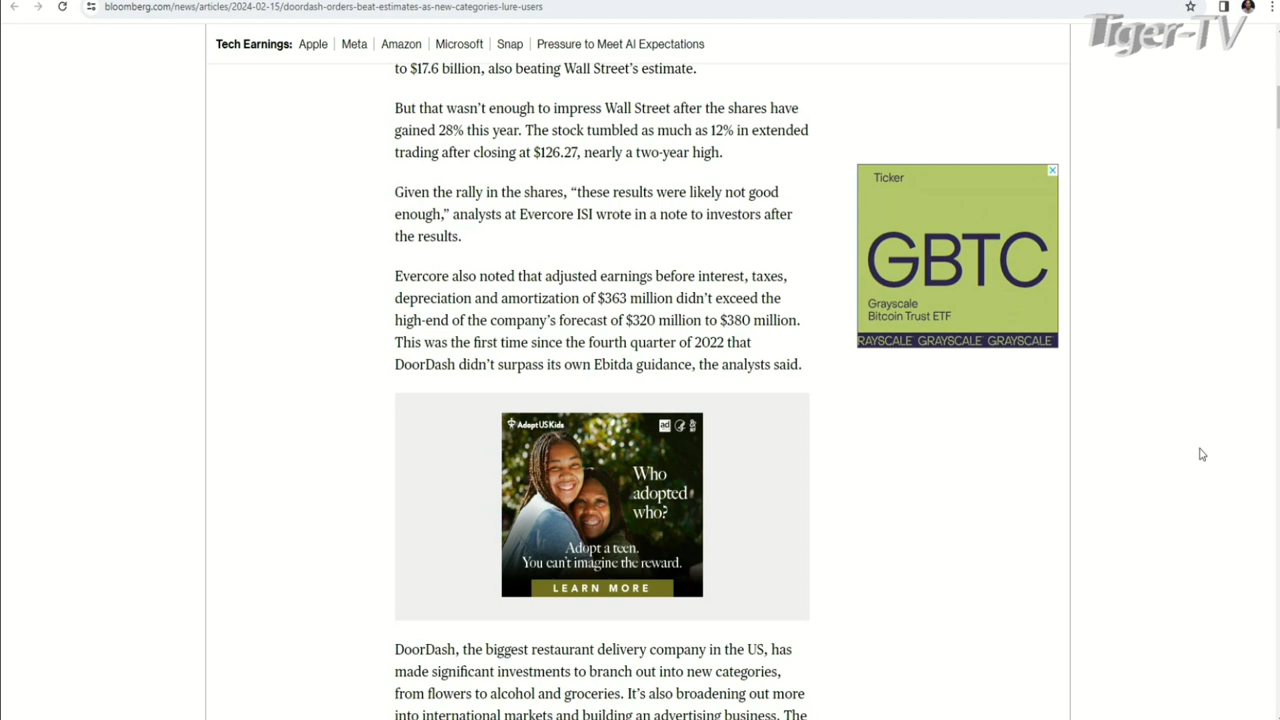 bloomberg.com/news/articles/2024-02-15/doordash-orders-beat-estimates-as-new-categories-lure-users
Tiger-TV
Tech Earnings: Apple Meta Amazon Microsoft Snap Pressure to Meet AI Expectations
to $17.6 billion, also beating Wall Street's estimate.
But that wasn't enough to impress Wall Street after the shares have
gained 28% this year. The stock tumbled as much as 12% in extended
trading after closing at $126.27, nearly a two-year high.
Given the rally in the shares, “these results were likely not good
enough,” analysts at Evercore ISI wrote in a note to investors after
the results.
Evercore also noted that adjusted earnings before interest, taxes,
depreciation and amortization of $363 million didn't exceed the
high-end of the company's forecast of $320 million to $380 million.
This was the first time since the fourth quarter of 2022 that
DoorDash didn't surpass its own Ebitda guidance, the analysts said.
Ticker
GBTC
Grayscale
Bitcoin Trust ETF
RAYSCALE GRAYSCALE GRAYSCALE
AdoptUSKids
ad
Who
adopted
who?
Adopt a teen.
You can't imagine the reward.
LEARN MORE
DoorDash, the biggest restaurant delivery company in the US, has
made significant investments to branch out into new categories,
from flowers to alcohol and groceries. It's also broadening out more
into international markets and building an advertising business. The